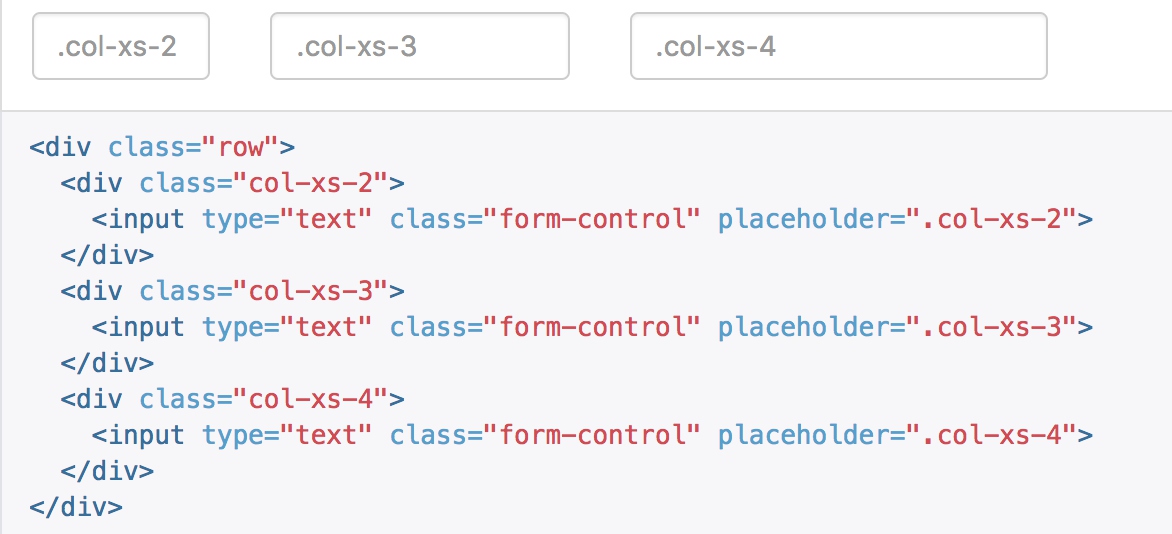 .col-xs-2 .col-xs-3 .col-xs-4
<div class="row">
  <div class="col-xs-2">
    <input type="text" class="form-control" placeholder=".col-xs-2">
  </div>
  <div class="col-xs-3">
    <input type="text" class="form-control" placeholder=".col-xs-3">
  </div>
  <div class="col-xs-4">
    <input type="text" class="form-control" placeholder=".col-xs-4">
  </div>
</div>